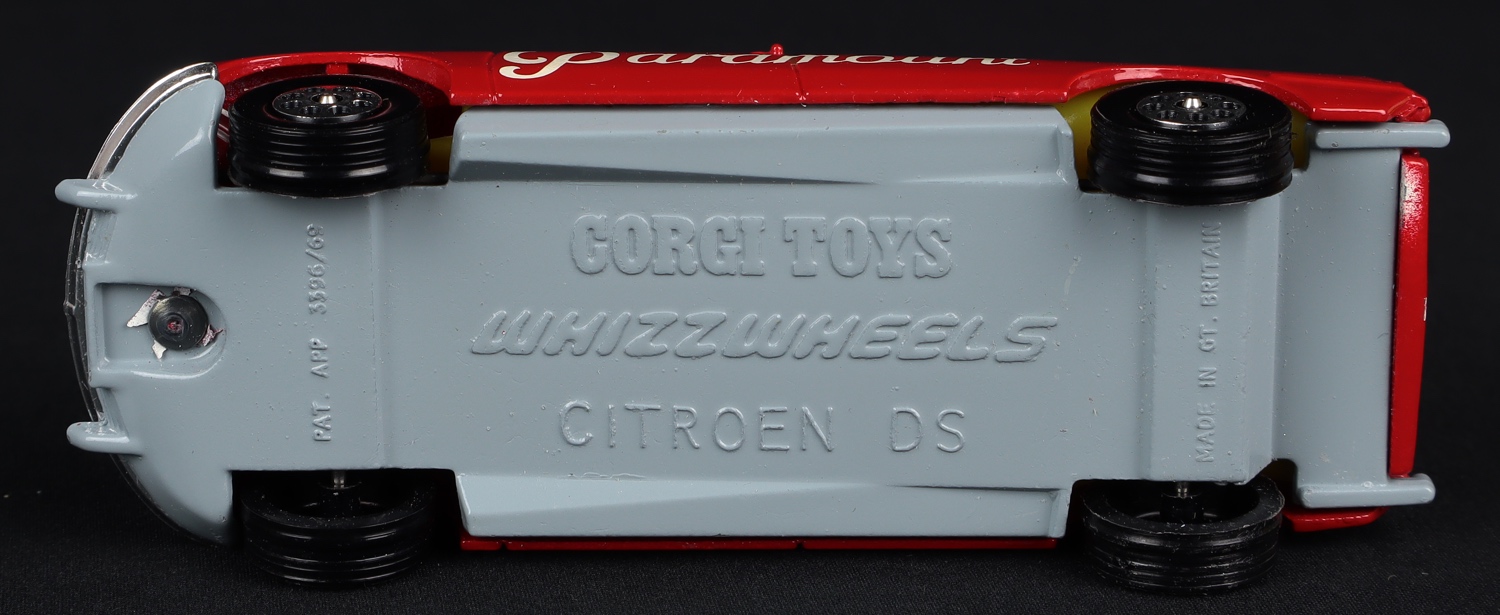 Paramount
CORGI TOYS
WHIZZWHEELS
CITROEN DS
PAT. APP 3396/69
MADE IN GT. BRITAIN